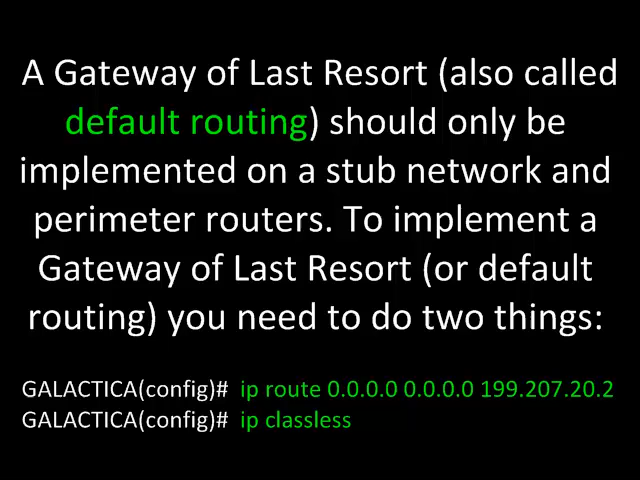 A Gateway of Last Resort (also called
default routing) should only be
implemented on a stub network and
perimeter routers. To implement a
Gateway of Last Resort (or default
routing) you need to do two things:
GALACTICA(config)# ip route 0.0.0.0 0.0.0.0 199.207.20.2
GALACTICA(config)# ip classless